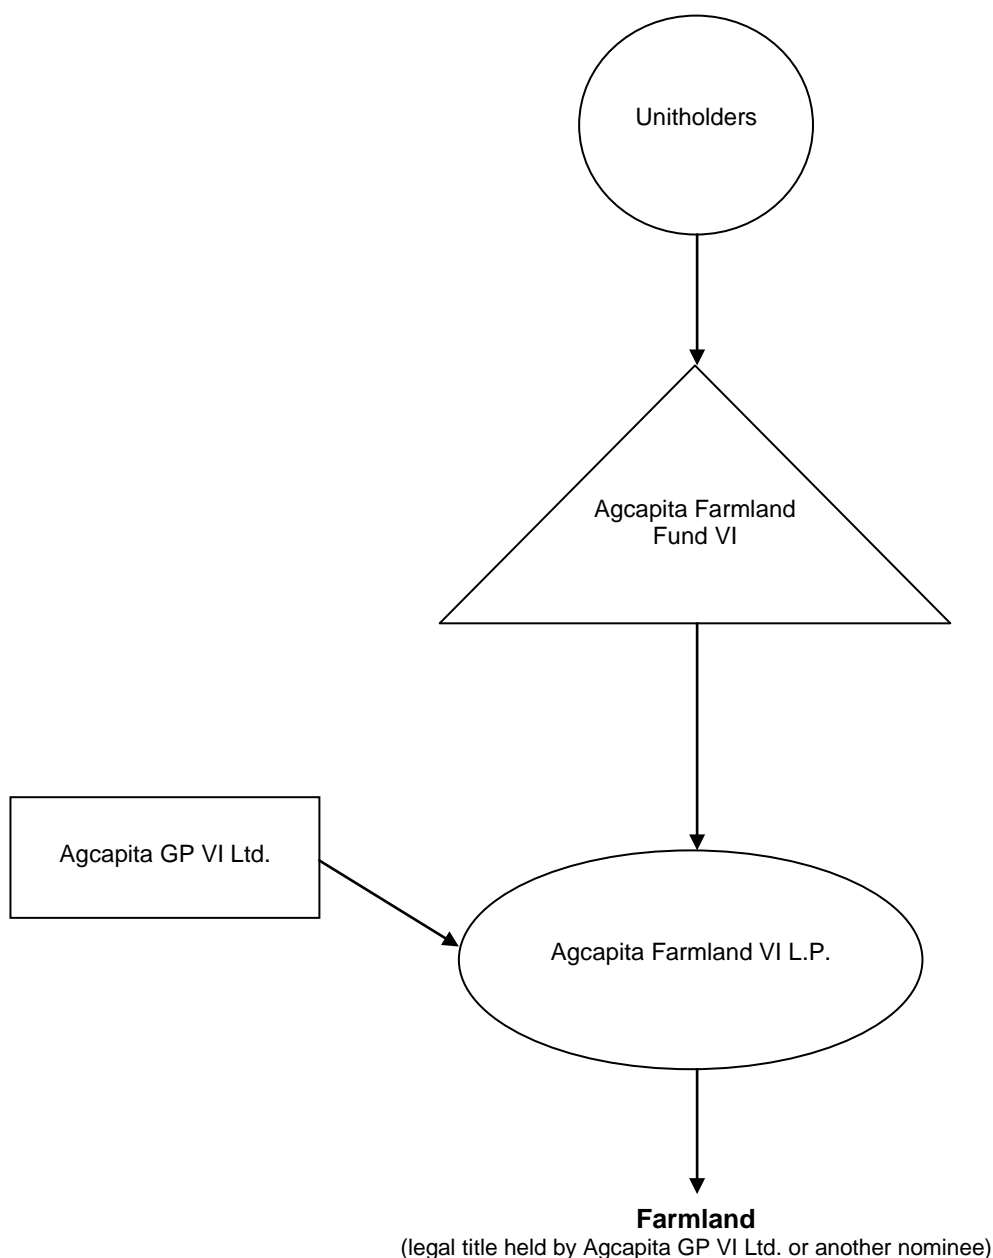 Unitholders
Agcapita Farmland
Fund VI
Agcapita GP VI Ltd.
Agcapita Farmland VI L.P.
Farmland
(legal title held by Agcapita GP VI Ltd. or another nominee)